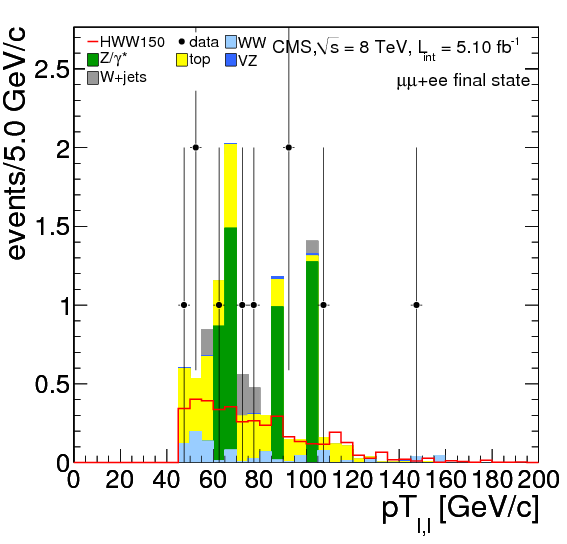 HWW150 data WW CMS,√s = 8 TeV, L_int = 5.10 fb⁻¹
Z/γ* top VZ
W+jets μμ+ee final state
events/5.0 GeV/c
2.5
2
1.5
1
0.5
0
0 20 40 60 80 100 120 140 160 180 200
pT_l,l [GeV/c]